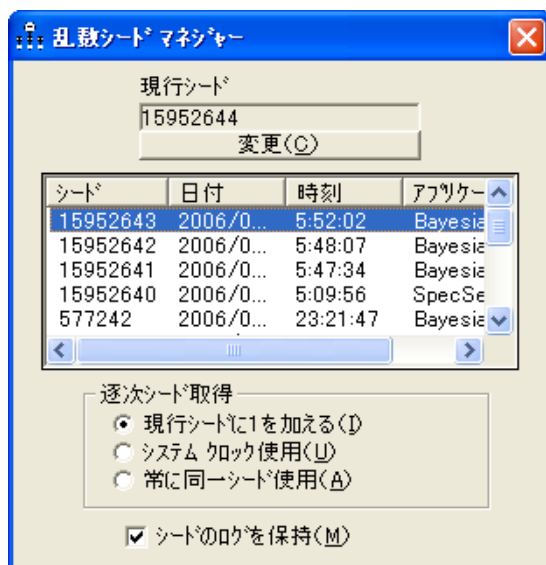 乱数シード マネジャー
現行シード
15952644
変更(C)
シード 日付 時刻 アプリケー
15952643 2006/0... 5:52:02 Bayesia
15952642 2006/0... 5:48:07 Bayesia
15952641 2006/0... 5:47:34 Bayesia
15952640 2006/0... 5:09:56 SpecSe
577242 2006/0... 23:21:47 Bayesia
逐次シード取得
現行シードに1を加える(I)
システム クロック使用(U)
常に同一シード使用(A)
シードのログを保持(M)